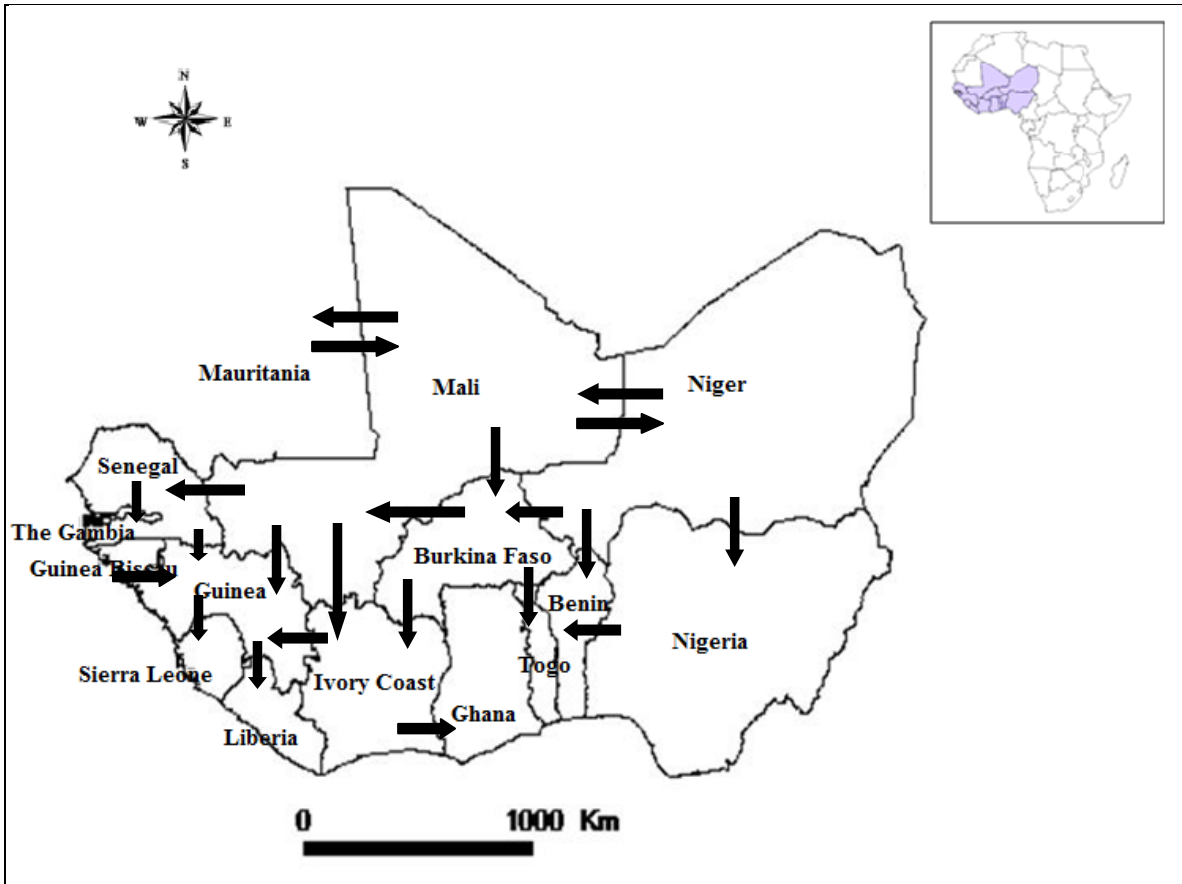 N
W E
S
Mauritania
Mali
Niger
Senegal
The Gambia
Guinea Bissau
Burkina Faso
Guinea
Benin
Nigeria
Sierra Leone
Ivory Coast
Togo
Ghana
Liberia
0 1000 Km